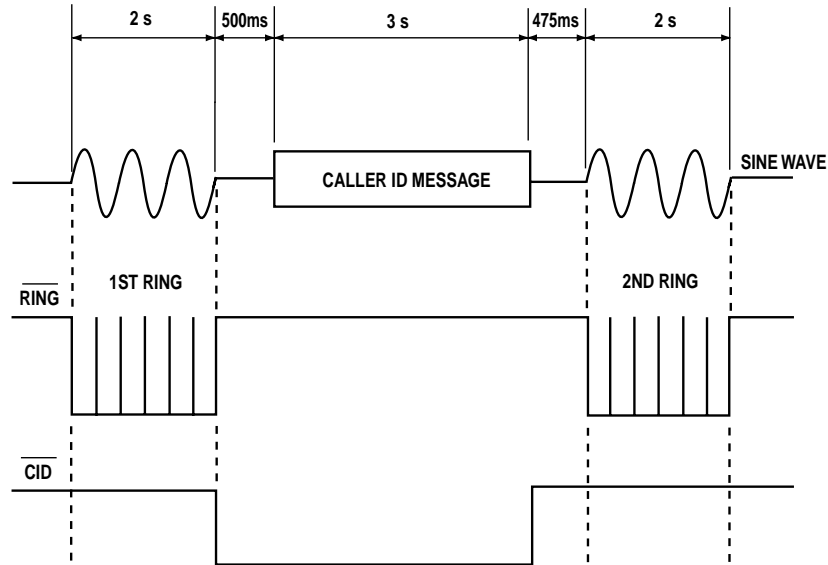 2 s
500ms
3 s
475ms
2 s
CALLER ID MESSAGE
SINE WAVE
1ST RING
2ND RING
RING
CID